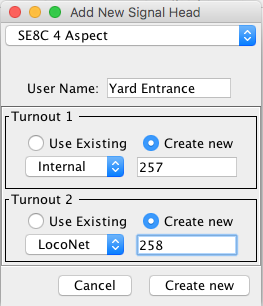 Add New Signal Head
SE8C 4 Aspect
User Name: Yard Entrance
Turnout 1
Use Existing Create new
Internal 257
Turnout 2
Use Existing Create new
LocoNet 258
Cancel Create new